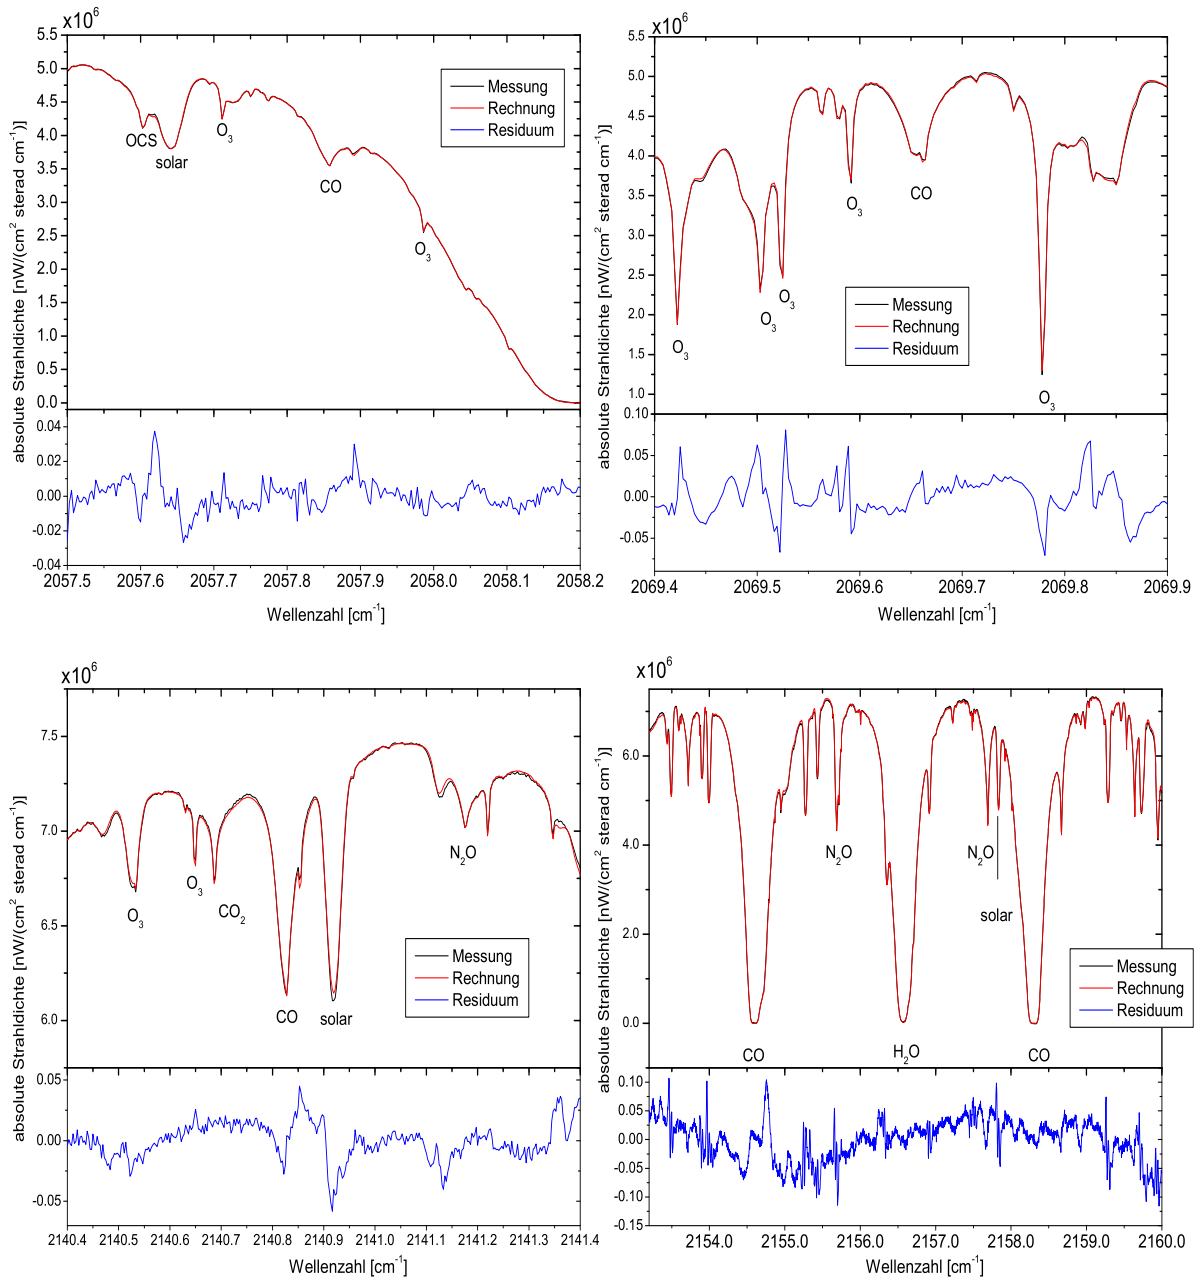 x10⁶
5.5
5.0
4.5
4.0
3.5
3.0
2.5
2.0
1.5
1.0
0.5
0.0
0.04
0.02
0.00
-0.02
-0.04
absolute Strahldichte [nW/(cm² sterad cm⁻¹)]
Messung
Rechnung
Residuum
OCS
solar
O₃
CO
O₃
2057.5 2057.6 2057.7 2057.8 2057.9 2058.0 2058.1 2058.2
Wellenzahl [cm⁻¹]
x10⁶
5.5
5.0
4.5
4.0
3.5
3.0
2.5
2.0
1.5
1.0
0.10
0.05
0.00
-0.05
absolute Strahldichte [nW/(cm² sterad cm⁻¹)]
O₃
CO
O₃
O₃
O₃
O₃
Messung
Rechnung
Residuum
2069.4 2069.5 2069.6 2069.7 2069.8 2069.9
Wellenzahl [cm⁻¹]
x10⁶
7.5
7.0
6.5
6.0
0.05
0.00
-0.05
absolute Strahldichte [nW/(cm² sterad cm⁻¹)]
N₂O
O₃
O₃
CO₂
Messung
Rechnung
Residuum
CO
solar
2140.4 2140.5 2140.6 2140.7 2140.8 2140.9 2141.0 2141.1 2141.2 2141.3 2141.4
Wellenzahl [cm⁻¹]
x10⁶
6.0
4.0
2.0
0.0
0.10
0.05
0.00
-0.05
-0.10
-0.15
absolute Strahldichte [nW/(cm² sterad cm⁻¹)]
N₂O
N₂O
solar
Messung
Rechnung
Residuum
CO
H₂O
CO
2154.0 2155.0 2156.0 2157.0 2158.0 2159.0 2160.0
Wellenzahl [cm⁻¹]